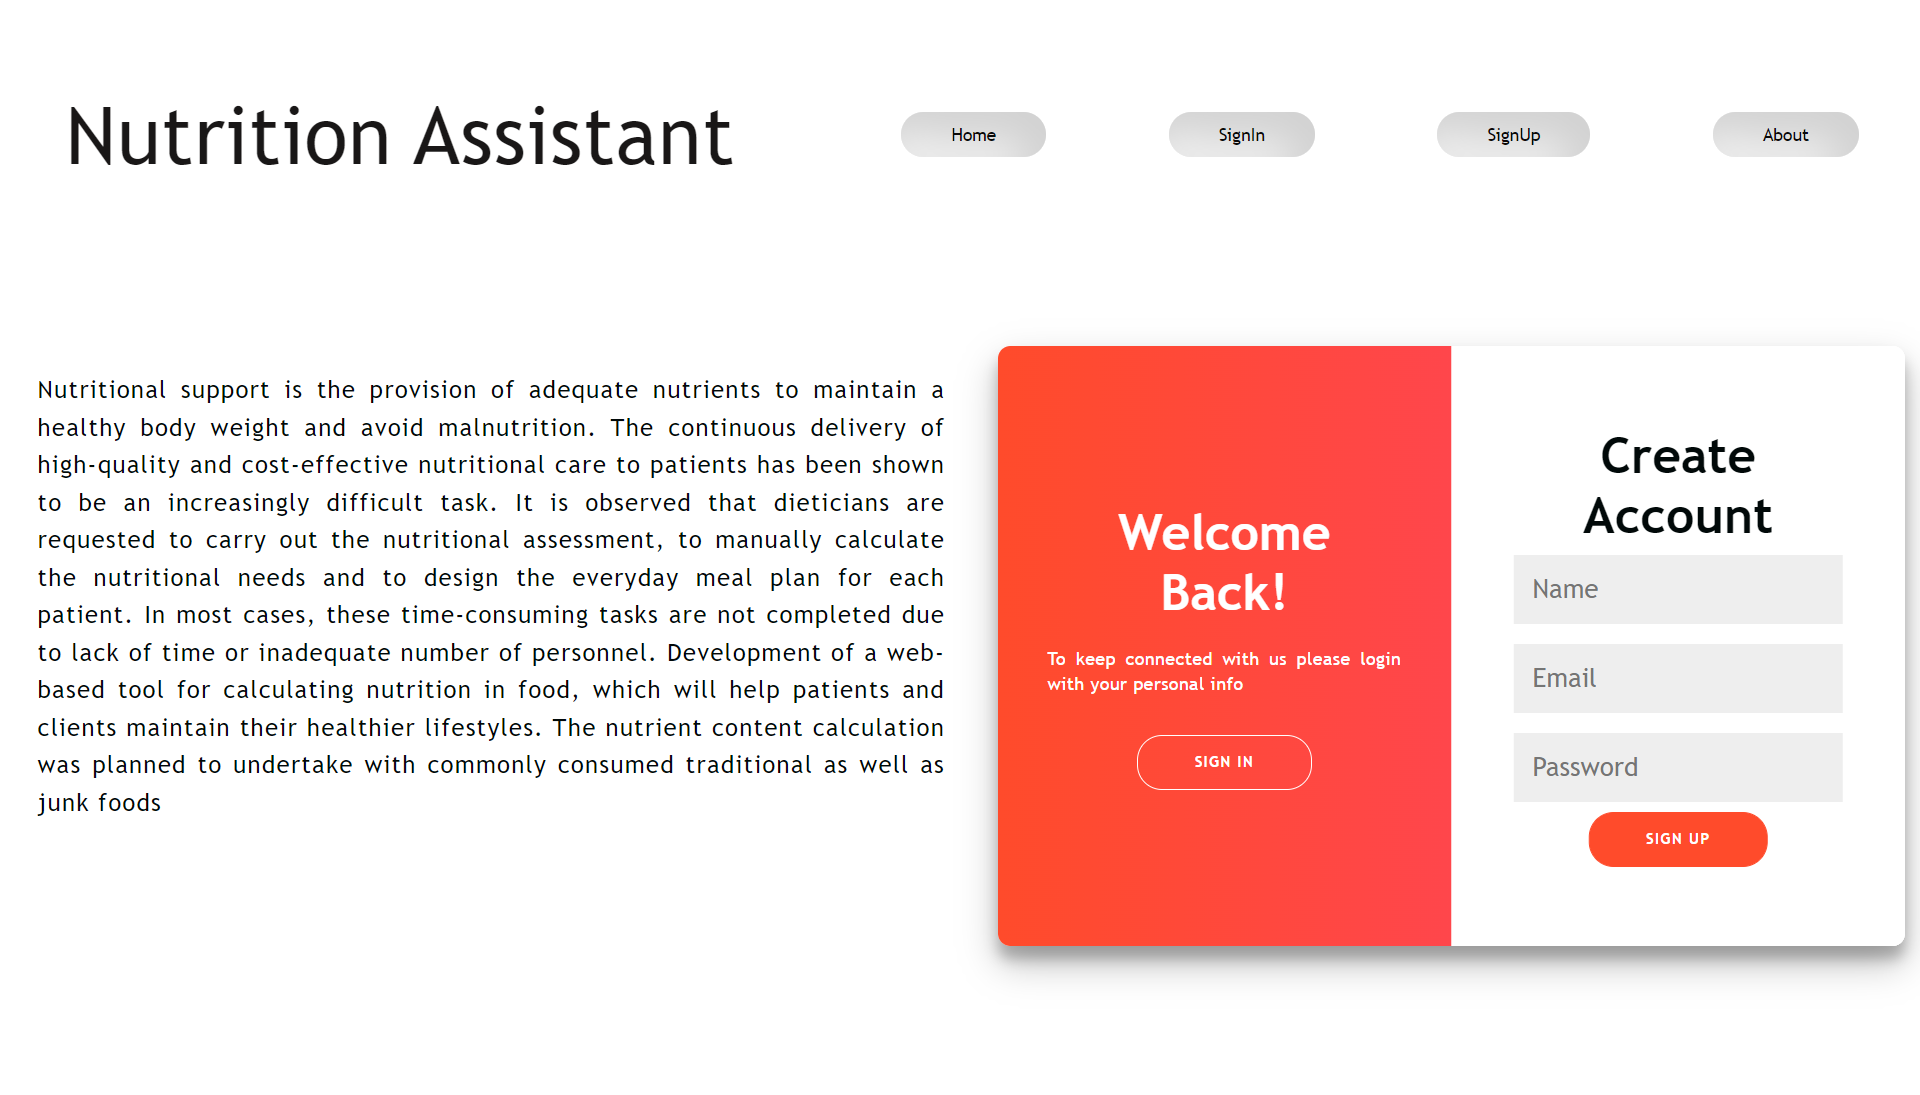 Nutrition Assistant
Home
SignIn
SignUp
About
Nutritional support is the provision of adequate nutrients to maintain a
healthy body weight and avoid malnutrition. The continuous delivery of
high-quality and cost-effective nutritional care to patients has been shown
to be an increasingly difficult task. It is observed that dieticians are
requested to carry out the nutritional assessment, to manually calculate
the nutritional needs and to design the everyday meal plan for each
patient. In most cases, these time-consuming tasks are not completed due
to lack of time or inadequate number of personnel. Development of a web-
based tool for calculating nutrition in food, which will help patients and
clients maintain their healthier lifestyles. The nutrient content calculation
was planned to undertake with commonly consumed traditional as well as
junk foods
Welcome
Back!
To keep connected with us please login
with your personal info
SIGN IN
Create
Account
Name
Email
Password
SIGN UP